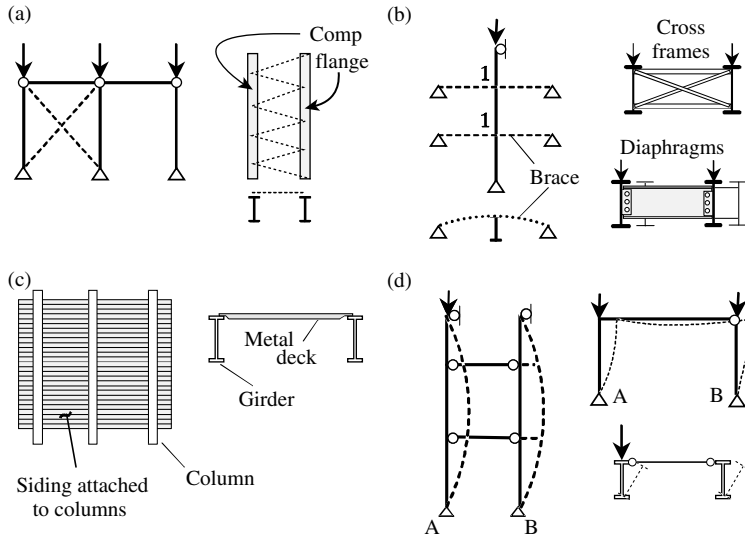 (a)
Comp
flange
(b)
1
1
Brace
Cross
frames
Diaphragms
(c)
Siding attached
to columns
Column
Metal
deck
Girder
(d)
A
B
A
B